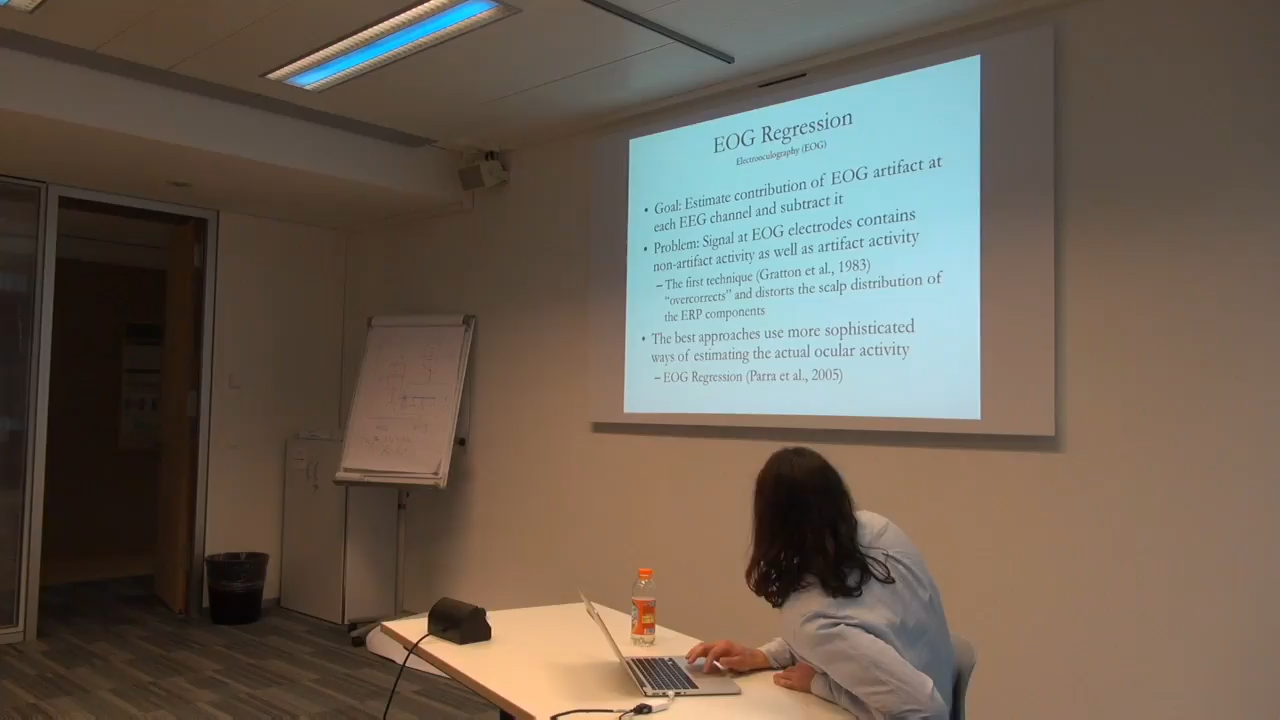 EOG Regression
Electrooculography (EOG)
• Goal: Estimate contribution of EOG artifact at
each EEG channel and subtract it
• Problem: Signal at EOG electrodes contains
non-artifact activity as well as artifact activity
– The first technique (Gratton et al., 1983)
“overcorrects” and distorts the scalp distribution of
the ERP components
• The best approaches use more sophisticated
ways of estimating the actual ocular activity
– EOG Regression (Parra et al., 2005)